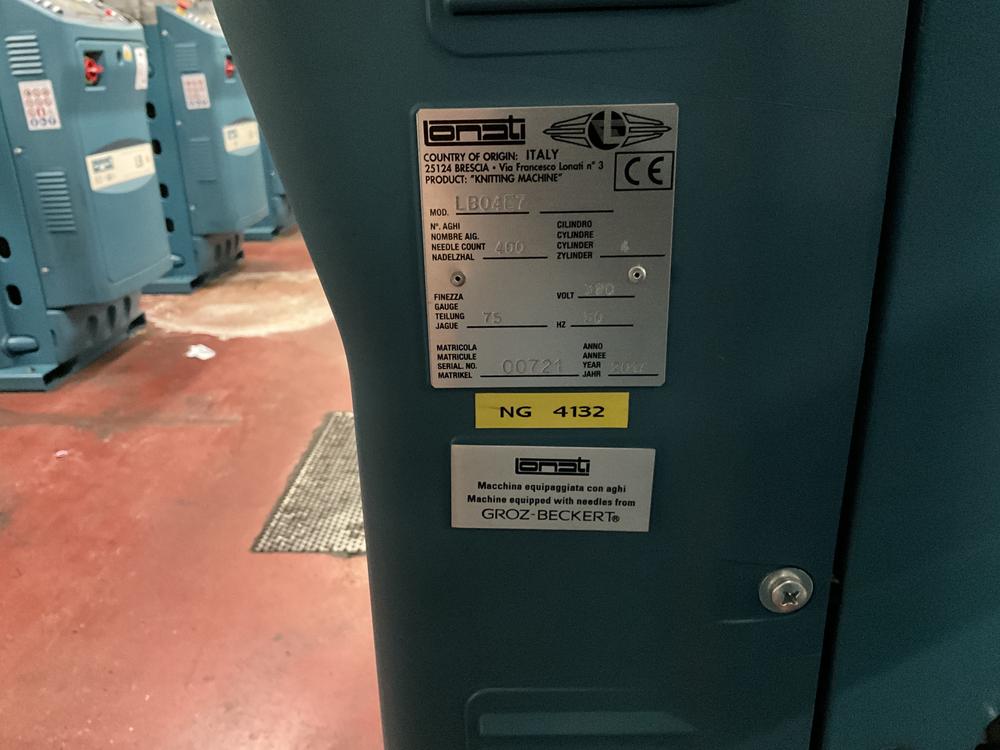 Lonati
COUNTRY OF ORIGIN: ITALY
25124 BRESCIA • Via Francesco Lonati n° 3
PRODUCT: "KNITTING MACHINE"
CE
MOD. LB04E7
N°. AGHI
NOMBRE AIG.
NEEDLE COUNT 400
NADELZHAL
CILINDRO
CYLINDRE
CYLINDER 4
ZYLINDER
FINEZZA
GAUGE
TEILUNG 75
JAGUE
VOLT 380
HZ 50
MATRICOLA
MATRICULE
SERIAL. NO. 00721
MATRIKEL
ANNO
ANNEE
YEAR
JAHR
NG 4132
Lonati
Macchina equipaggiata con aghi
Machine equipped with needles from
GROZ-BECKERT®